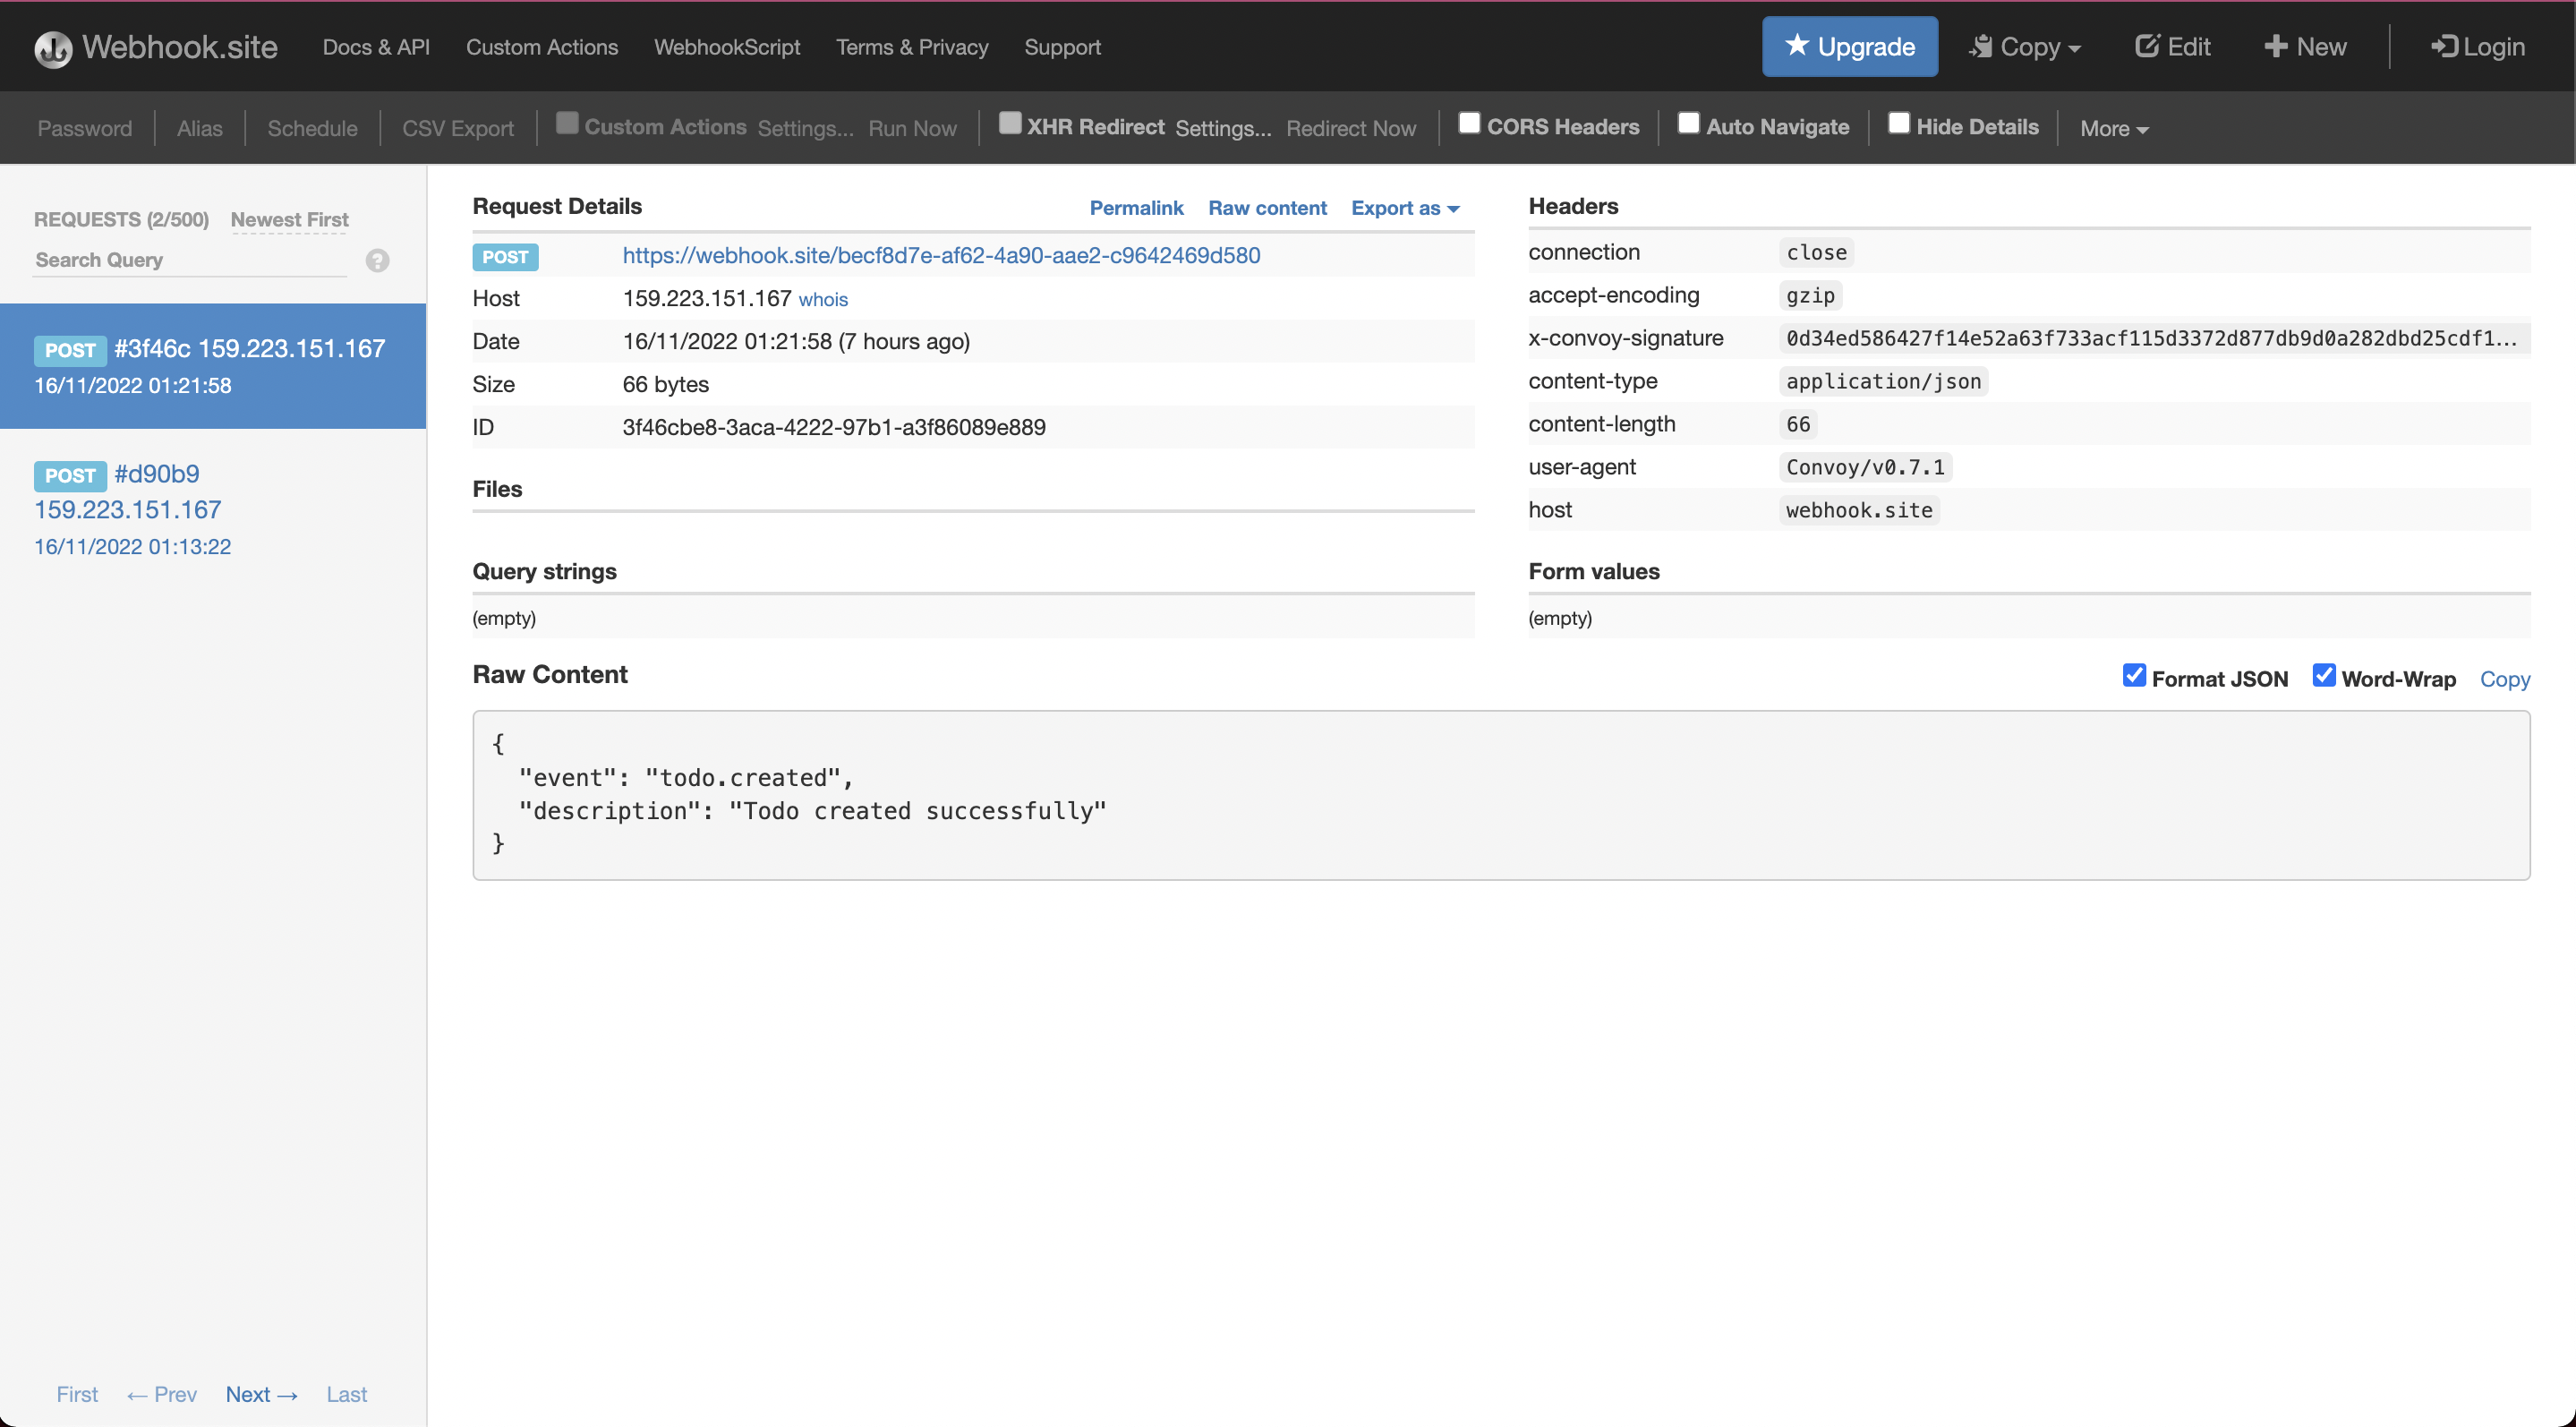 Webhook.site Docs & API Custom Actions WebhookScript Terms & Privacy Support Upgrade Copy Edit New Login
Password Alias Schedule CSV Export Custom Actions Settings... Run Now XHR Redirect Settings... Redirect Now CORS Headers Auto Navigate Hide Details More
REQUESTS (2/500) Newest First
Search Query ?
POST #3f46c 159.223.151.167
16/11/2022 01:21:58
POST #d90b9
159.223.151.167
16/11/2022 01:13:22
First ← Prev Next → Last
Request Details Permalink Raw content Export as
POST https://webhook.site/becf8d7e-af62-4a90-aae2-c9642469d580
Host 159.223.151.167 whois
Date 16/11/2022 01:21:58 (7 hours ago)
Size 66 bytes
ID 3f46cbe8-3aca-4222-97b1-a3f86089e889
Files
Query strings
(empty)
Headers
connection close
accept-encoding gzip
x-convoy-signature 0d34ed586427f14e52a63f733acf115d3372d877db9d0a282dbd25cdf1...
content-type application/json
content-length 66
user-agent Convoy/v0.7.1
host webhook.site
Form values
(empty)
Raw Content Format JSON Word-Wrap Copy
{
"event": "todo.created",
"description": "Todo created successfully"
}